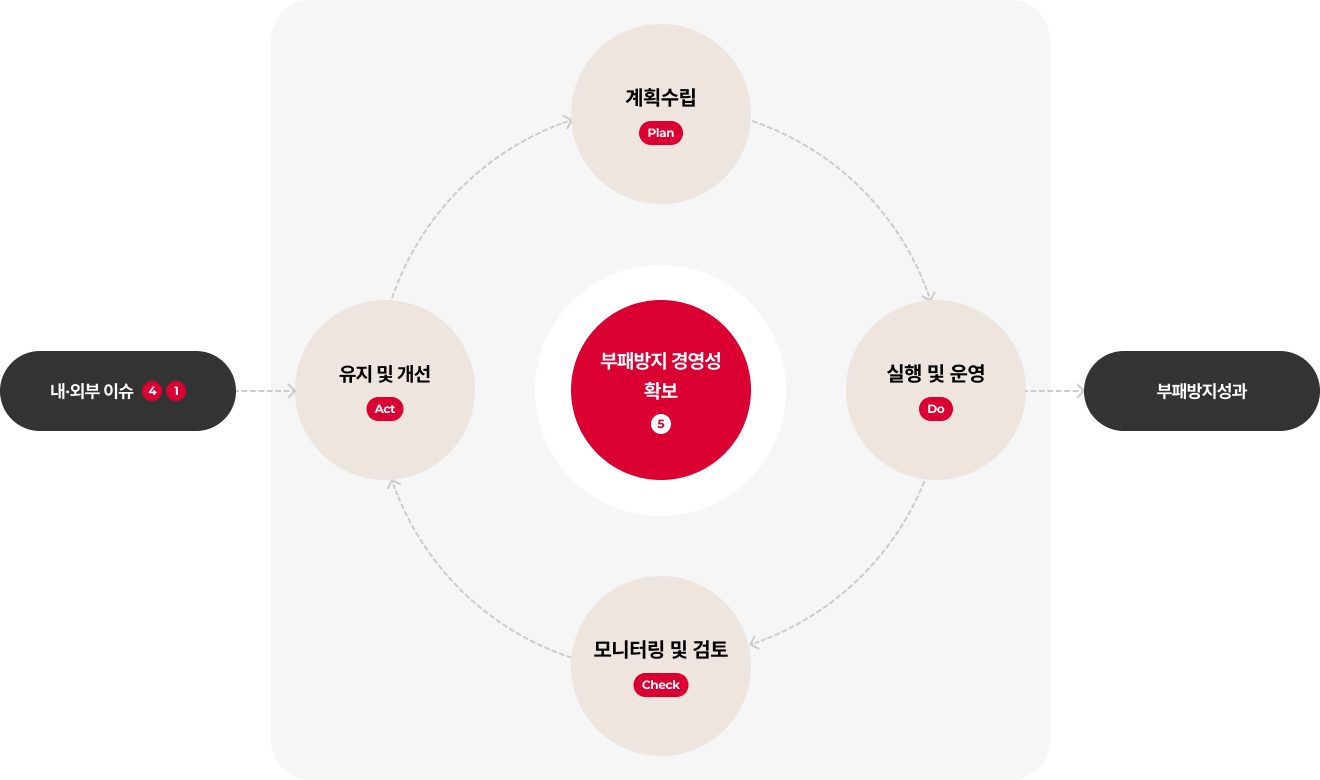 계획수립
Plan
내·외부 이슈 4 1
유지 및 개선
Act
부패방지 경영성
확보
5
실행 및 운영
Do
부패방지성과
모니터링 및 검토
Check